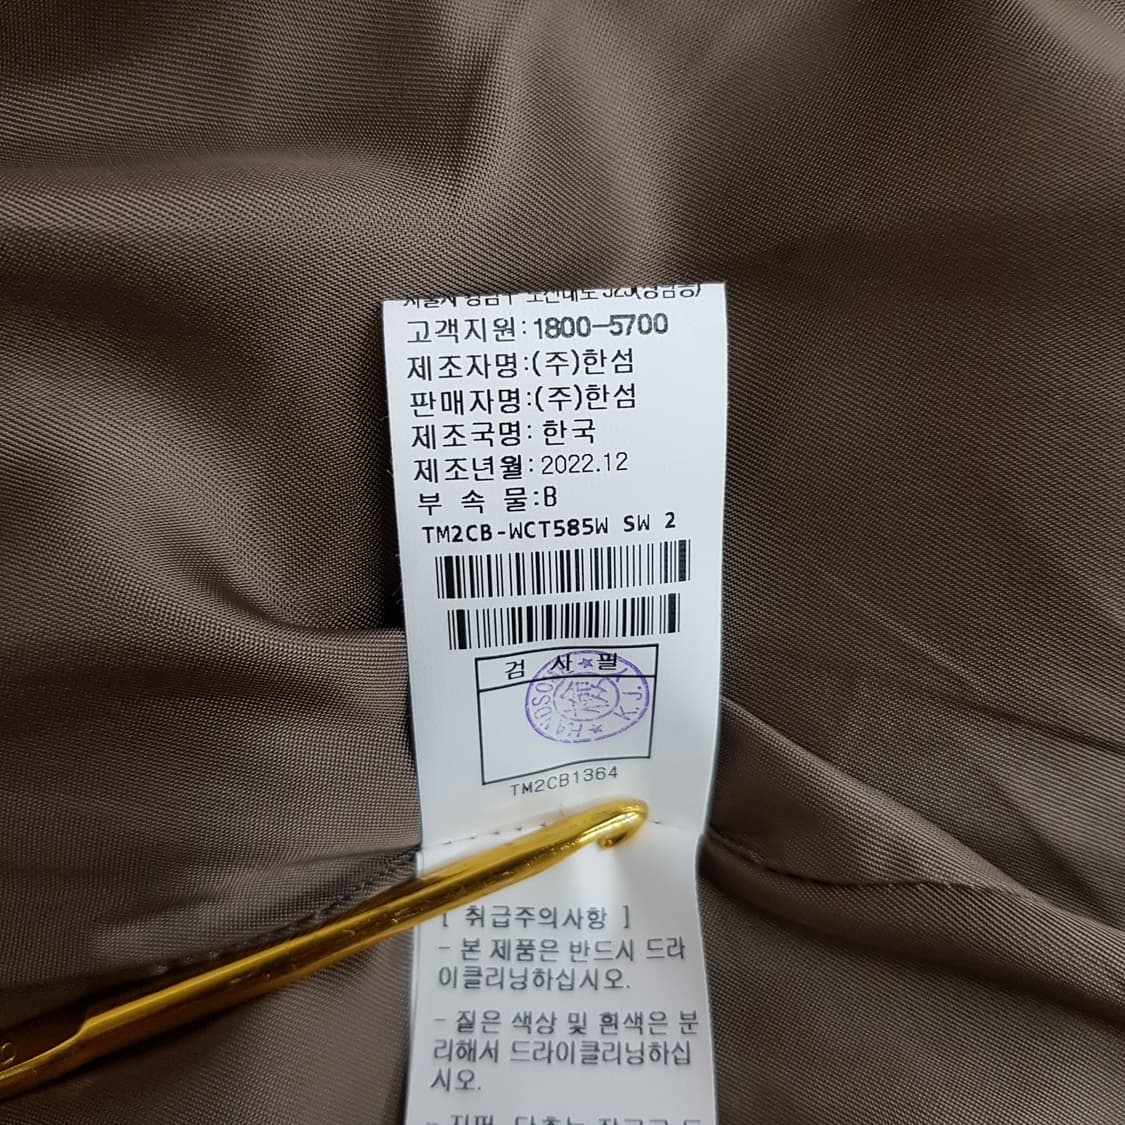 고객지원:1800-5700
제조자명:(주)한섬
판매자명:(주)한섬
제조국명: 한국
제조년월: 2022.12
부 속 물:B
TM2CB-WCT585W SW 2
검 사 필
HANDSOME K.J.
TM2CB1364
[ 취급주의사항 ]
- 본 제품은 반드시 드라
이클리닝하십시오.
- 짙은 색상 및 흰색은 분
리해서 드라이클리닝하십
시오.